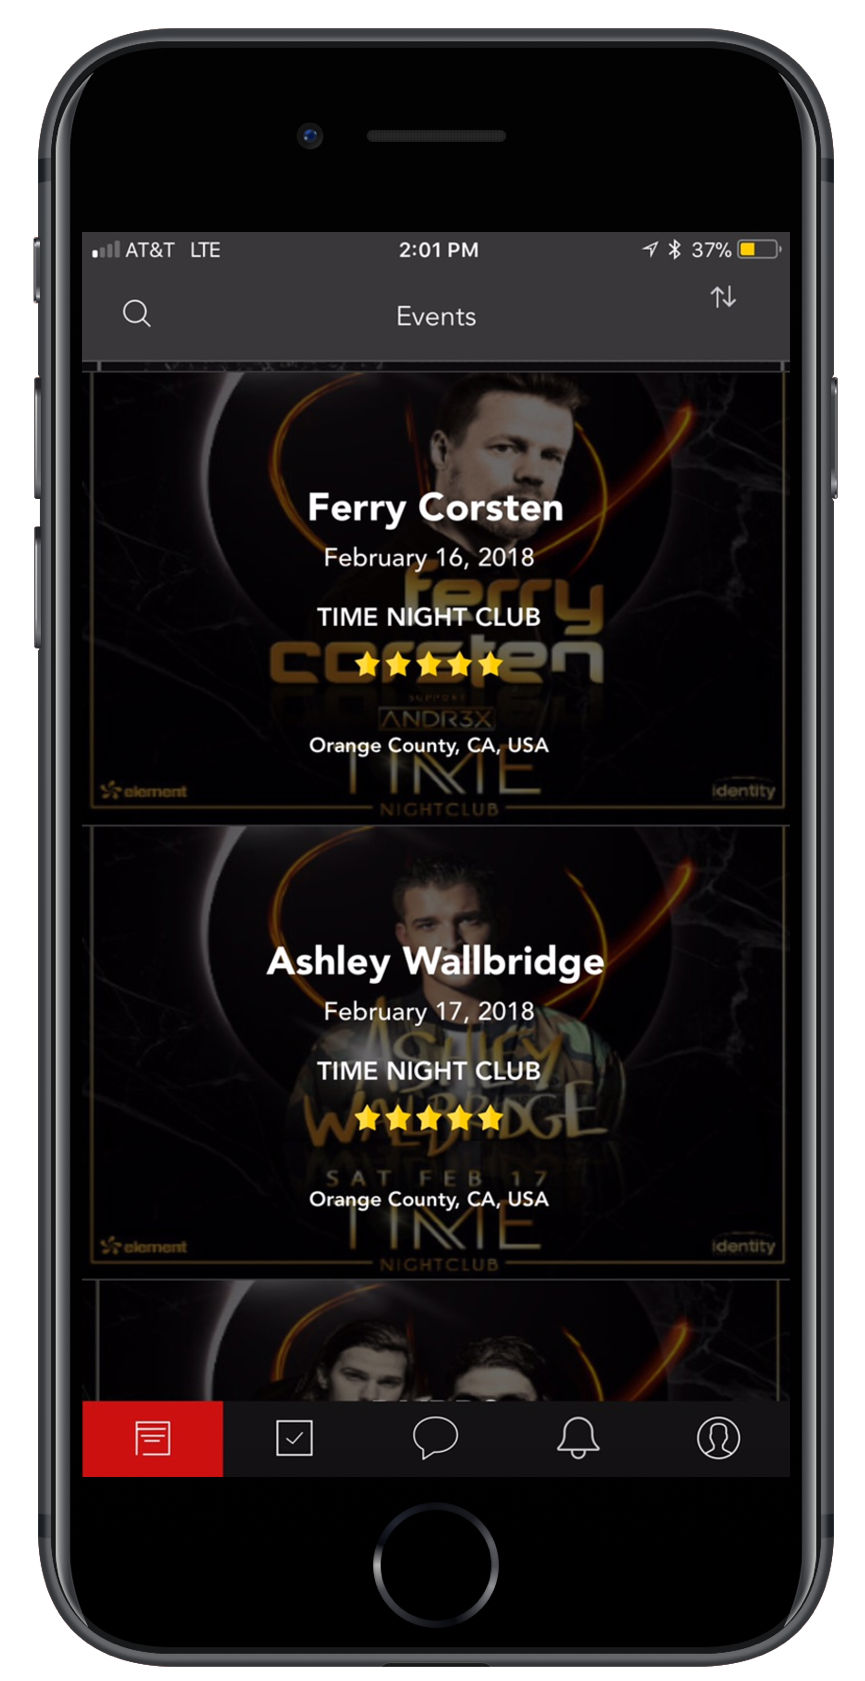 AT&T LTE 2:01 PM 37%
Events
Ferry Corsten
February 16, 2018
ferry
TIME NIGHT CLUB
corsten
SUPPORT
ANDR3X
Orange County, CA, USA
TIME
element
identity
NIGHTCLUB
Ashley Wallbridge
February 17, 2018
ASHLEY
TIME NIGHT CLUB
WALLBRIDGE
SAT FEB 17
Orange County, CA, USA
TIME
element
identity
NIGHTCLUB